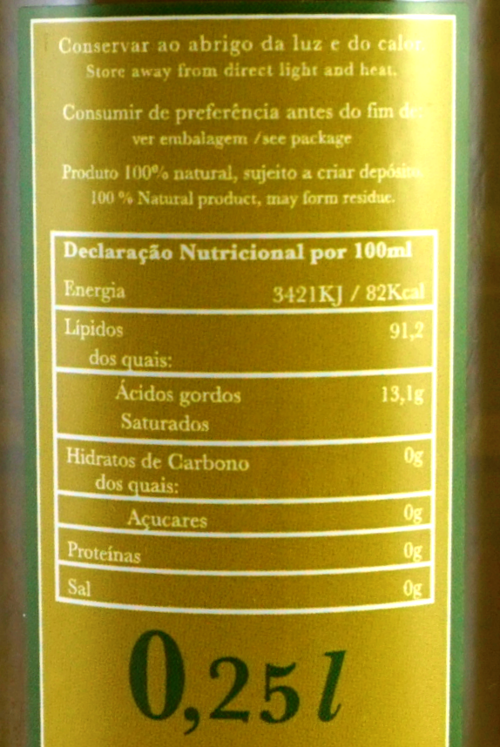 Conservar ao abrigo da luz e do calor
Store away from direct light and heat.
Consumir de preferência antes do fim de
ver embalagem /see package
Produto 100% natural, sujeito a criar depósito
100 % Natural product, may form residue.
Declaração Nutricional por 100ml
Energia 3421KJ / 82Kcal
Lípidos 91,2
dos quais:
Ácidos gordos 13,1g
Saturados
Hidratos de Carbono 0g
dos quais:
Açucares 0g
Proteínas 0g
Sal 0g
0,25 l